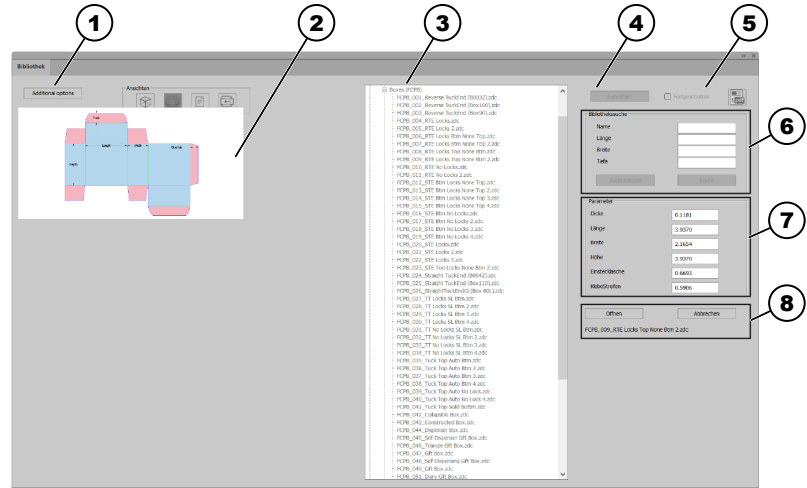 1
2
3
4
5
6
7
8
Bibliothek
Additional options
Ansichten
Fortgeschritten
Boxes (FCPB)
FCPB_001_Reverse TuckEnd (B0032).zdc
FCPB_002_Reverse TuckEnd (Box100).zdc
FCPB_003_Reverse TuckEnd (Box90).zdc
FCPB_004_RTE Locks.zdc
FCPB_005_RTE Locks 2.zdc
FCPB_006_RTE Locks Btm None Top.zdc
FCPB_007_RTE Locks Btm None Top 2.zdc
FCPB_008_RTE Locks Top None Btm.zdc
FCPB_009_RTE Locks Top None Btm 2.zdc
FCPB_010_RTE No Locks.zdc
FCPB_011_RTE No Locks 2.zdc
FCPB_012_STE Btm Locks None Top.zdc
FCPB_013_STE Btm Locks None Top 2.zdc
FCPB_014_STE Btm Locks None Top 3.zdc
FCPB_015_STE Btm Locks None Top 4.zdc
FCPB_016_STE Btm No Locks.zdc
FCPB_017_STE Btm No Locks 2.zdc
FCPB_018_STE Btm No Locks 3.zdc
FCPB_019_STE Btm No Locks 4.zdc
FCPB_020_STE Locks.zdc
FCPB_021_STE Locks 2.zdc
FCPB_022_STE Locks 3.zdc
FCPB_023_STE Top Locks None Btm 2.zdc
FCPB_024_Straight TuckEnd (B0042).zdc
FCPB_025_Straight TuckEnd (Box110).zdc
FCPB_026_StraightTuckEndGL(Box 601).zdc
FCPB_027_TT Locks SL Btm.zdc
FCPB_028_TT Locks SL Btm 2.zdc
FCPB_029_TT Locks SL Btm 3.zdc
FCPB_030_TT Locks SL Btm 4.zdc
FCPB_031_TT No Locks SL Btm.zdc
FCPB_032_TT No Locks SL Btm 2.zdc
FCPB_033_TT No Locks SL Btm 3.zdc
FCPB_034_TT No Locks SL Btm 4.zdc
FCPB_035_Tuck Top Auto Btm.zdc
FCPB_036_Tuck Top Auto Btm 2.zdc
FCPB_037_Tuck Top Auto Btm 3.zdc
FCPB_038_Tuck Top Auto Btm 4.zdc
FCPB_039_Tuck Top Auto No Lock.zdc
FCPB_040_Tuck Top Auto No Lock 4.zdc
FCPB_041_Tuck Top Solid Bottm.zdc
FCPB_042_Collapsible Box.zdc
FCPB_043_Constructed Box.zdc
FCPB_044_Dispenser Box.zdc
FCPB_045_Self Dispenser Gift Box.zdc
FCPB_046_Triangle Gift Box.zdc
FCPB_047_Gift Box.zdc
FCPB_048_Self Dispensing Gift Box.zdc
FCPB_049_Gift Box.zdc
FCPB_051_Diary Gift Box.zdc
Bibliothekssuche
Name
Länge
Breite
Tiefe
Suche
Parameter
Dicke 0.1181
Länge 3.9370
Breite 2.1654
Höhe 3.9370
Einstecklasche 0.6693
Klebstreifen 0.5906
Öffnen Abbrechen
FCPB_009_RTE Locks Top None Btm 2.zdc